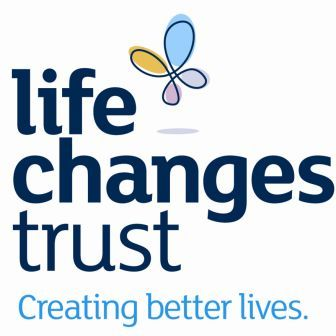 life
changes
trust
Creating better lives.